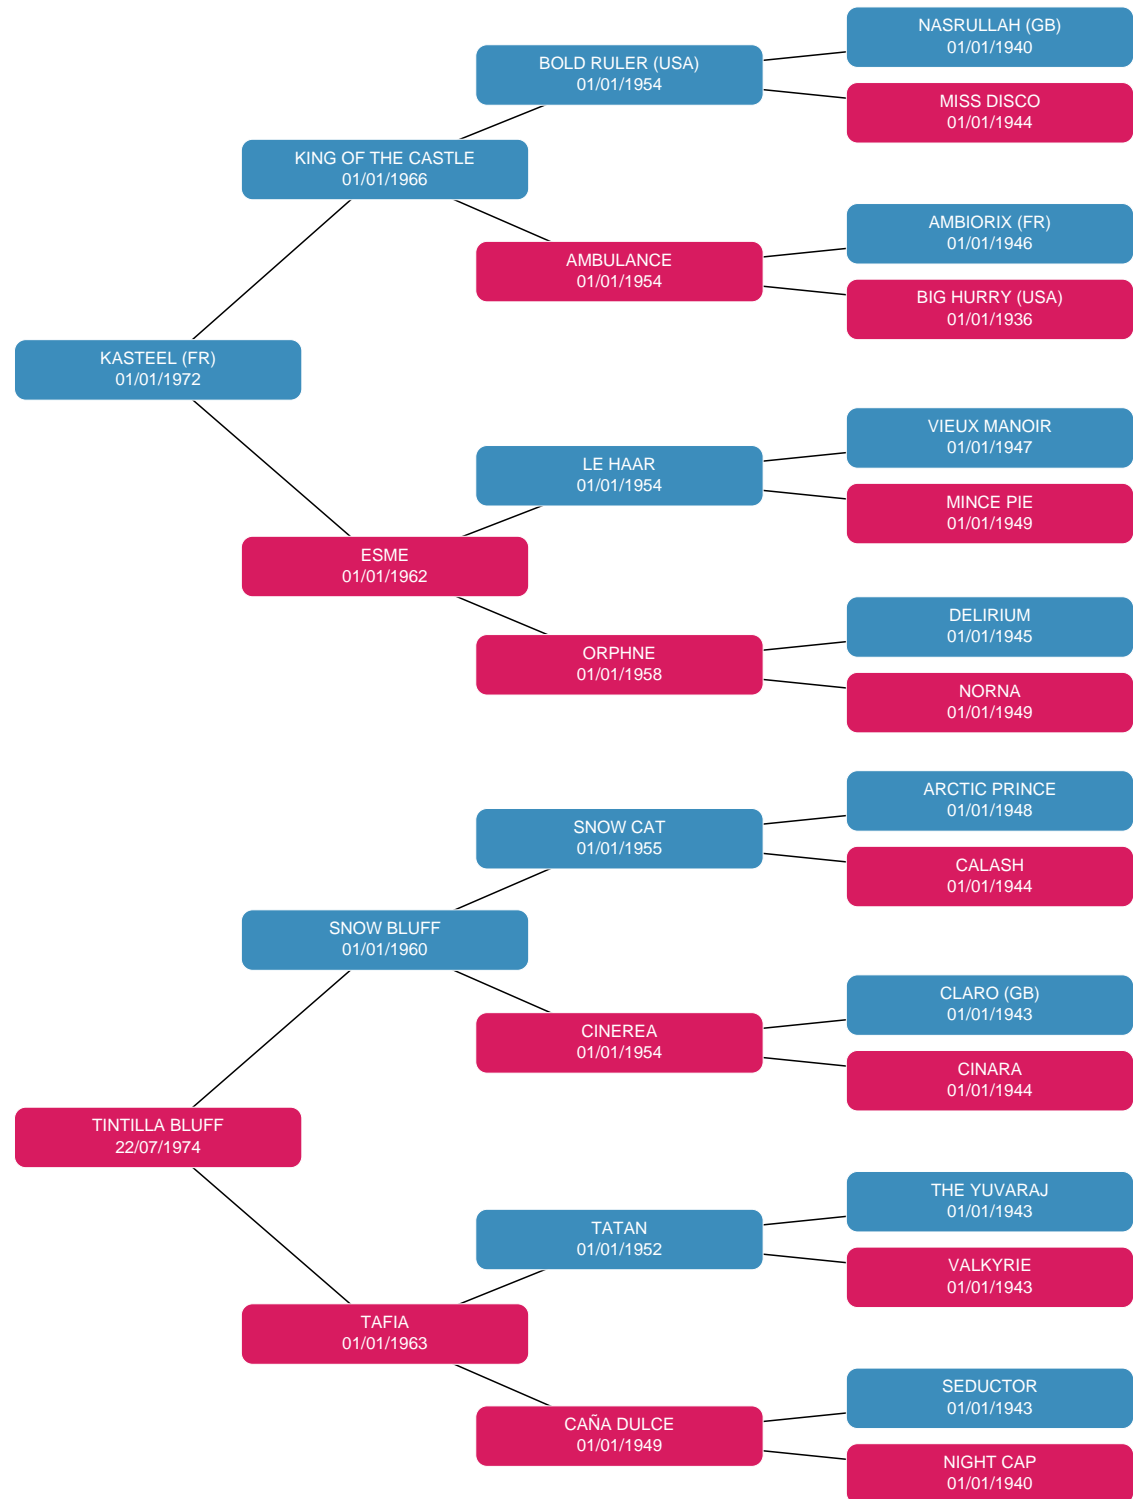 NASRULLAH (GB)
01/01/1940
BOLD RULER (USA)
01/01/1954
MISS DISCO
01/01/1944
KING OF THE CASTLE
01/01/1966
AMBIORIX (FR)
01/01/1946
AMBULANCE
01/01/1954
BIG HURRY (USA)
01/01/1936
KASTEEL (FR)
01/01/1972
VIEUX MANOIR
01/01/1947
LE HAAR
01/01/1954
MINCE PIE
01/01/1949
ESME
01/01/1962
DELIRIUM
01/01/1945
ORPHNE
01/01/1958
NORNA
01/01/1949
ARCTIC PRINCE
01/01/1948
SNOW CAT
01/01/1955
CALASH
01/01/1944
SNOW BLUFF
01/01/1960
CLARO (GB)
01/01/1943
CINEREA
01/01/1954
CINARA
01/01/1944
TINTILLA BLUFF
22/07/1974
THE YUVARAJ
01/01/1943
TATAN
01/01/1952
VALKYRIE
01/01/1943
TAFIA
01/01/1963
SEDUCTOR
01/01/1943
CAÑA DULCE
01/01/1949
NIGHT CAP
01/01/1940